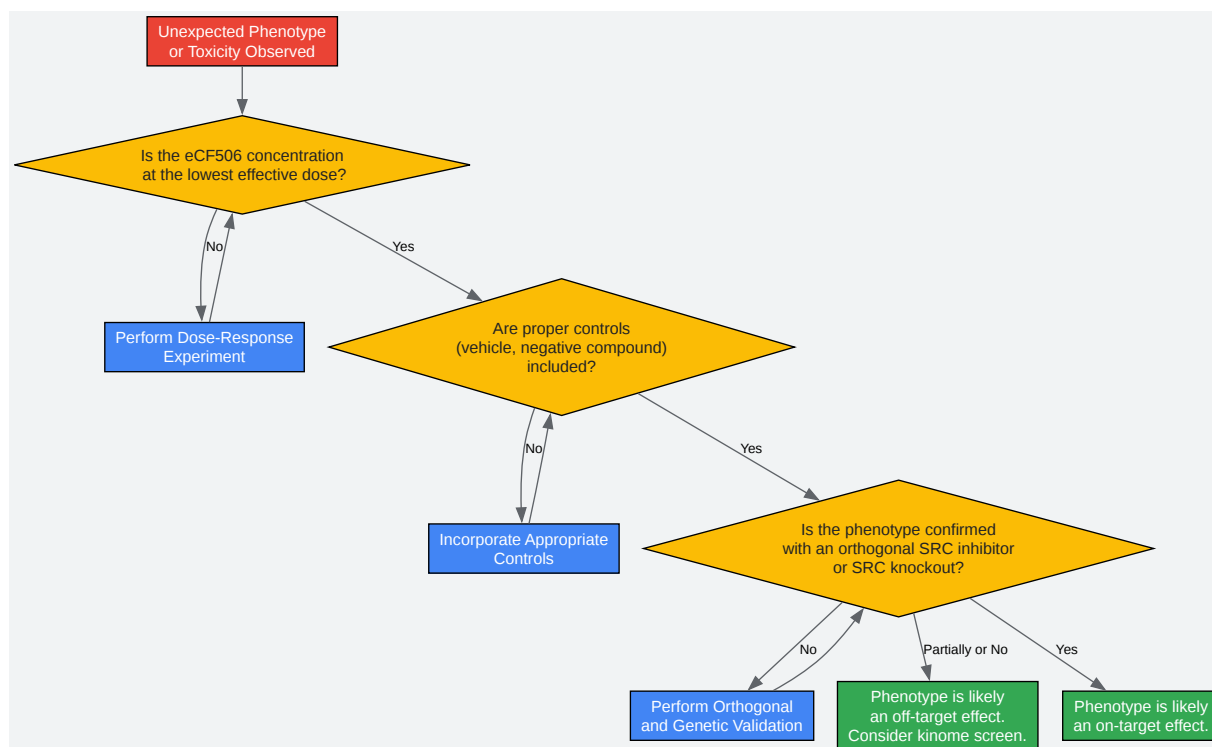 Unexpected Phenotype
or Toxicity Observed
Is the eCF506 concentration
at the lowest effective dose?
No
Yes
Perform Dose-Response
Experiment
Are proper controls
(vehicle, negative compound)
included?
No
Yes
Incorporate Appropriate
Controls
Is the phenotype confirmed
with an orthogonal SRC inhibitor
or SRC knockout?
No
Partially or No
Yes
Perform Orthogonal
and Genetic Validation
Phenotype is likely
an off-target effect.
Consider kinome screen.
Phenotype is likely
an on-target effect.